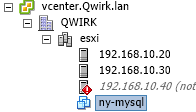 vcenter.Qwirk.lan
QWIRK
esxi
192.168.10.20
192.168.10.30
192.168.10.40 (not
ny-mysql